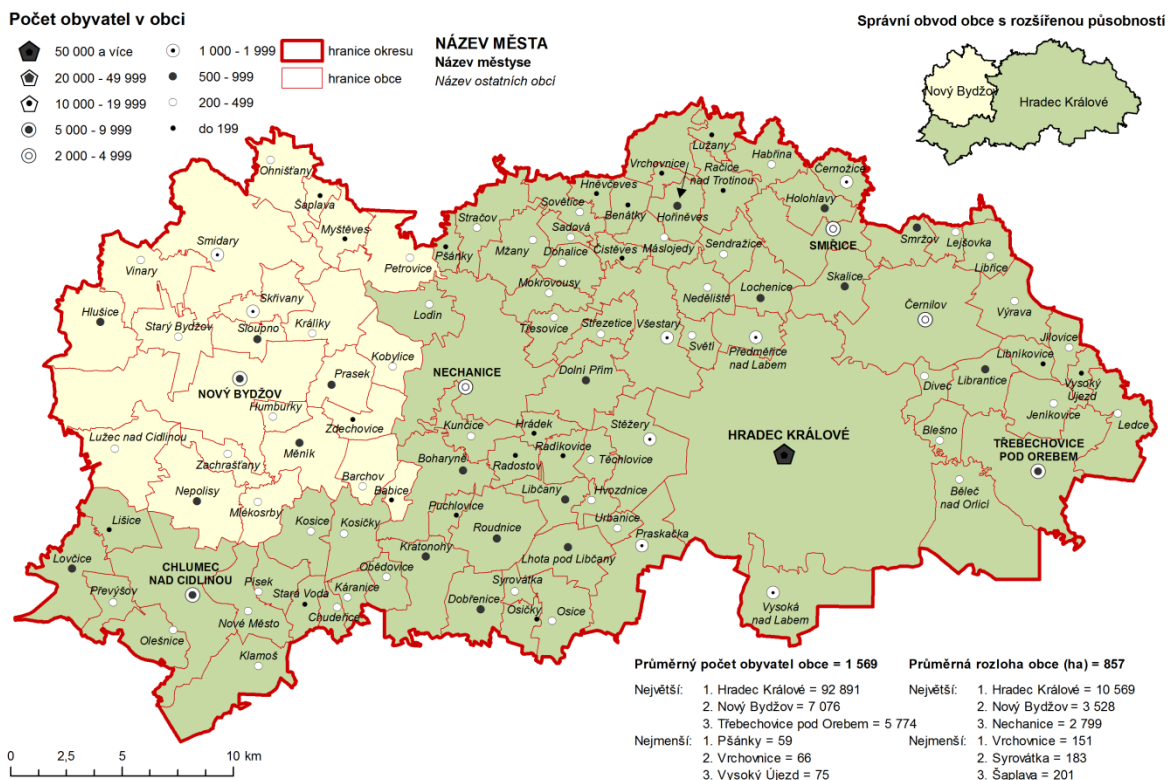 Počet obyvatel v obci
50 000 a více
20 000 - 49 999
10 000 - 19 999
5 000 - 9 999
2 000 - 4 999
1 000 - 1 999
500 - 999
200 - 499
do 199
hranice okresu
hranice obce
NÁZEV MĚSTA
Název městyse
Název ostatních obcí
Správní obvod obce s rozšířenou působností
Nový Bydžov
Hradec Králové
Ohnišťany
Šaplava
Myštěves
Smidary
Vinary
Petrovice
Skřivany
Hlušice
Starý Bydžov
Sloupno
Králíky
Kobylice
Prasek
NOVÝ BYDŽOV
Humburky
Zdechovice
Lužec nad Cidlinou
Zachrašťany
Měník
Barchov
Babice
Nepolisy
Mlékosrby
Lužany
Vrchovnice
Račice
nad Trotinou
Habřina
Černožice
Hněvčeves
Sovětice
Benátky
Hořiněves
Holohlavy
Stračov
Sadová
Máslojedy
Sendražice
SMIŘICE
Smržov
Lejšovka
Pšánky
Mžany
Dohalice
Čistěves
Libřice
Mokrovousy
Neděliště
Lochenice
Skalice
Černilov
Výrava
Lodín
Třesovice
Střezetice
Všestary
Světí
Předměřice
nad Labem
Jílovice
Libníkovice
NECHANICE
Dolní Přím
Divec
Librantice
Vysoký
Újezd
Jeníkovice
Ledce
Kunčice
Hrádek
Stěžery
HRADEC KRÁLOVÉ
Blešno
TŘEBECHOVICE
POD OREBEM
Boharyně
Radostov
Radíkovice
Těchlovice
Libčany
Hvozdnice
Běleč
nad Orlicí
Puchlovice
Urbanice
Roudnice
Praskačka
Lišice
Kosice
Kosičky
Kratonohy
Lhota pod Libčany
Lovčice
CHLUMEC
NAD CIDLINOU
Obědovice
Převýšov
Písek
Stará Voda
Káranice
Syrovátka
Vysoká
nad Labem
Nové Město
Chudeřice
Dobřenice
Osičky
Osice
Olešnice
Klamoš
Průměrný počet obyvatel obce = 1 569
Největší: 1. Hradec Králové = 92 891
2. Nový Bydžov = 7 076
3. Třebechovice pod Orebem = 5 774
Nejmenší: 1. Pšánky = 59
2. Vrchovnice = 66
3. Vysoký Újezd = 75
Průměrná rozloha obce (ha) = 857
Největší: 1. Hradec Králové = 10 569
2. Nový Bydžov = 3 528
3. Nechanice = 2 799
Nejmenší: 1. Vrchovnice = 151
2. Syrovátka = 183
3. Šaplava = 201
0 2,5 5 10 km